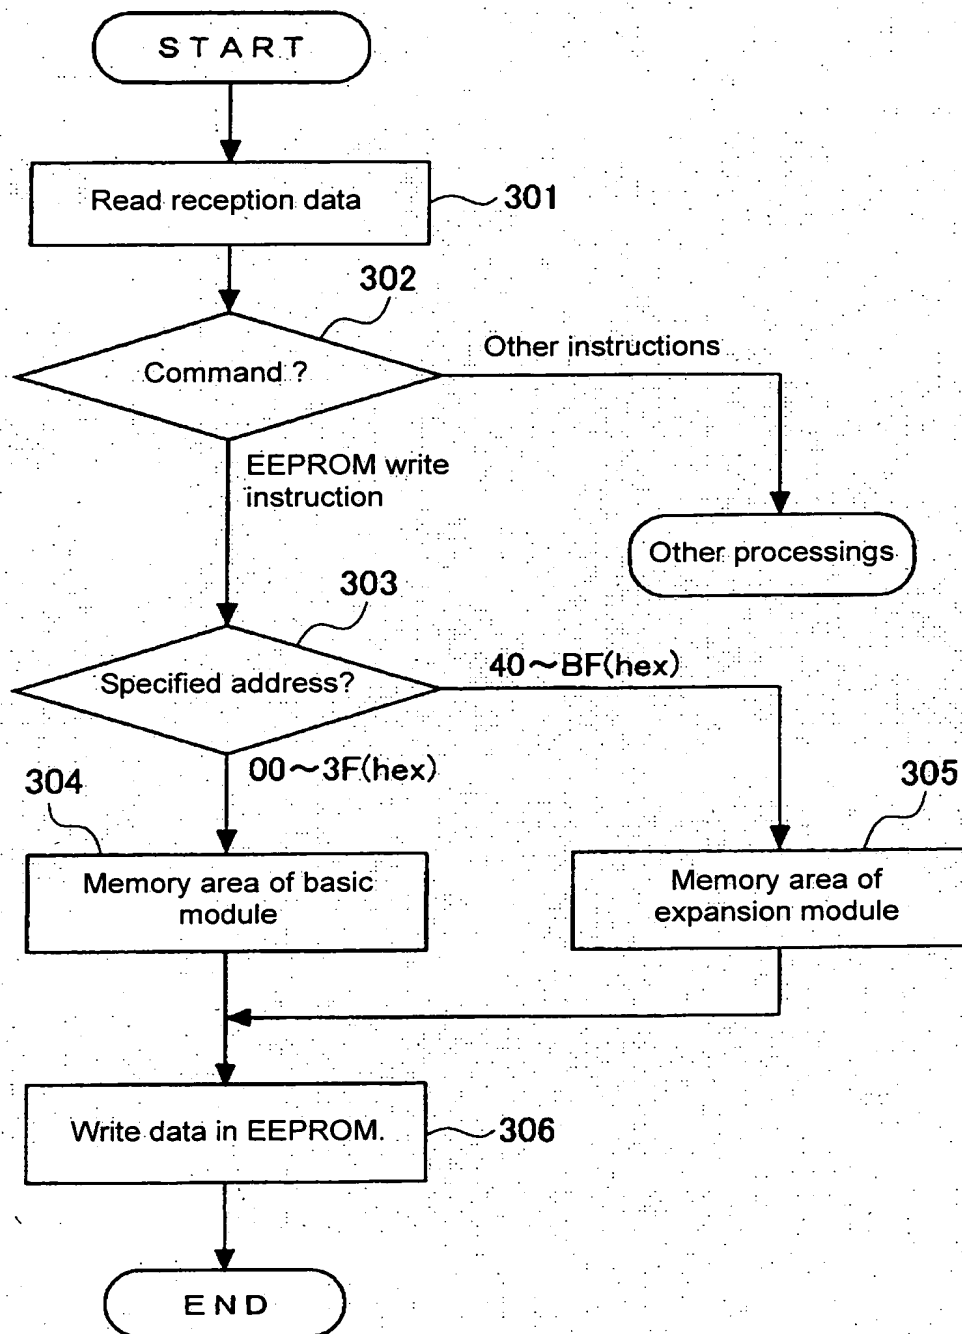 START
Read reception data
301
302
Command ?
Other instructions
EEPROM write
instruction
Other processings
303
Specified address?
40~BF(hex)
00~3F(hex)
304
305
Memory area of basic
module
Memory area of
expansion module
Write data in EEPROM.
306
END